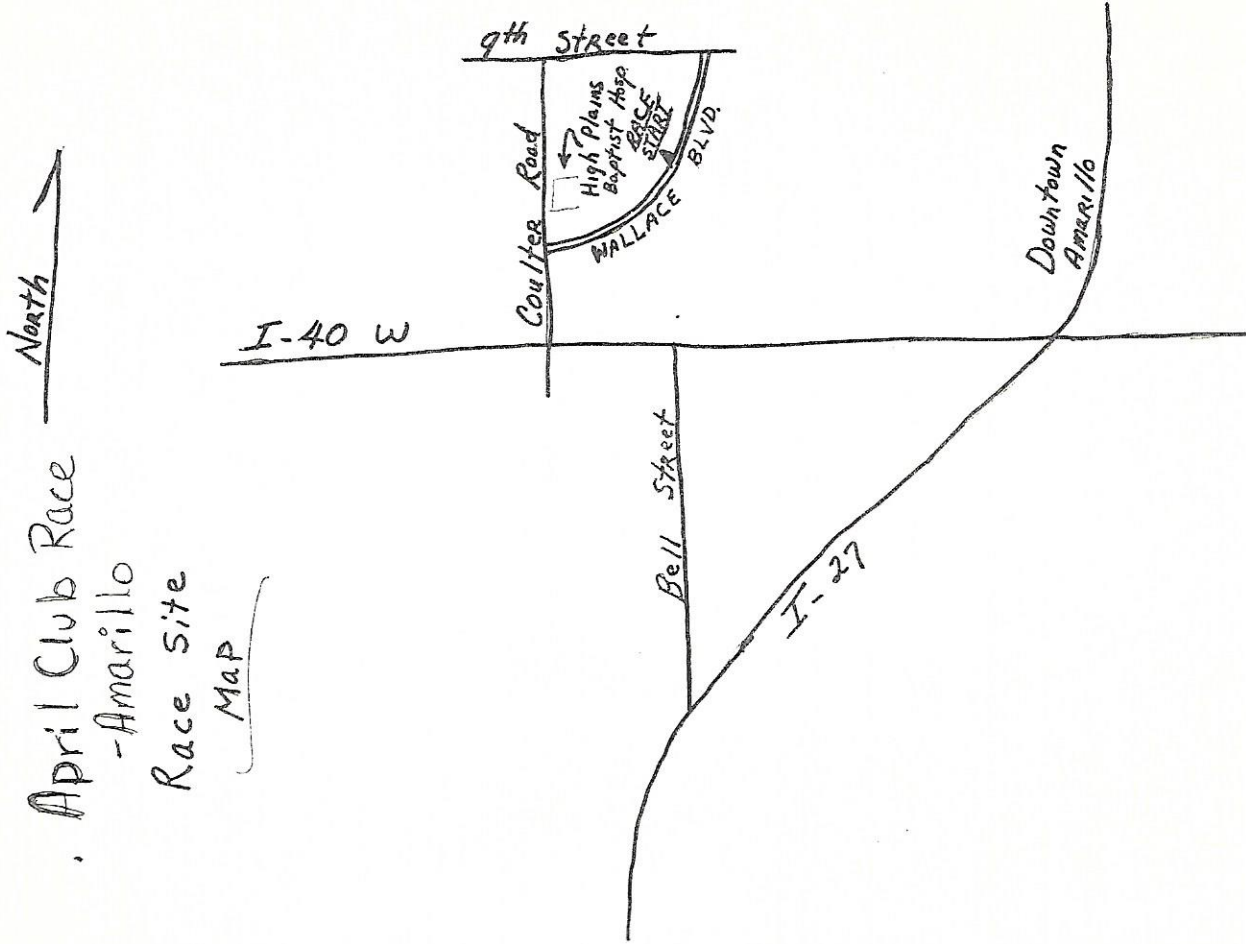 April Club Race
-Amarillo
Race Site
Map
North
9th Street
Coulter Road
High Plains
Baptist Hosp.
RACE
START
WALLACE BLVD.
I-40 W
Downtown
Amarillo
Bell Street
I-27